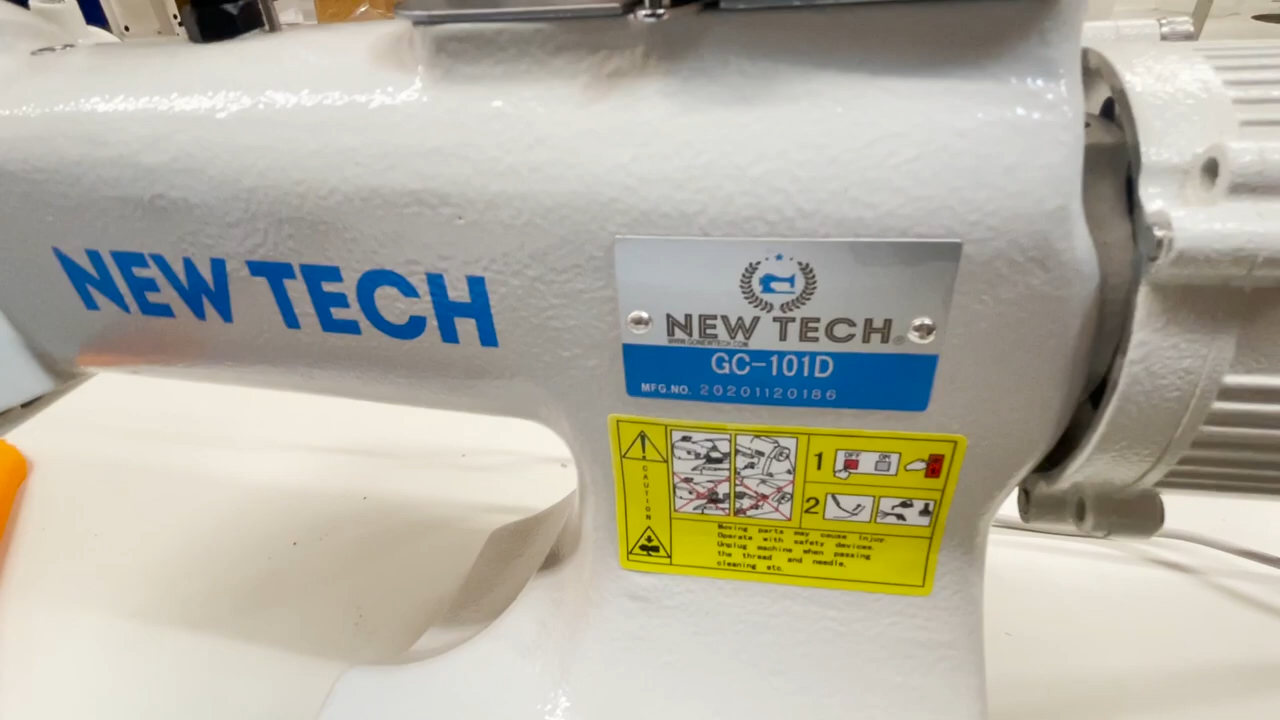 NEW TECH
NEW TECH®
WWW.GONEWTECH.COM
GC-101D
MFG.NO. 20201120186
CAUTION
1
OFF ON
2
Moving parts may cause injur.
Operate with safety devices.
Unplug machine when passing
the thread and needle,
cleaning etc.